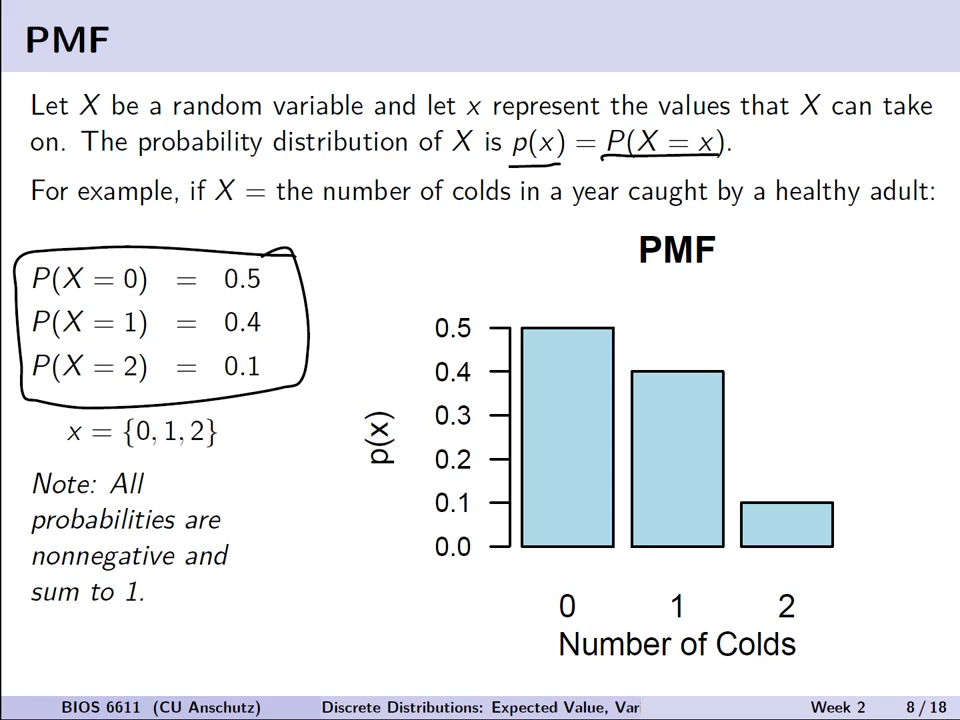 PMF
Let X be a random variable and let x represent the values that X can take
on. The probability distribution of X is p(x) = P(X = x).
For example, if X = the number of colds in a year caught by a healthy adult:
P(X = 0) = 0.5
P(X = 1) = 0.4
P(X = 2) = 0.1
x = {0, 1, 2}
Note: All
probabilities are
nonnegative and
sum to 1.
PMF
p(x)
0.5
0.4
0.3
0.2
0.1
0.0
0 1 2
Number of Colds
BIOS 6611 (CU Anschutz) Discrete Distributions: Expected Value, Vari Week 2 8 / 18